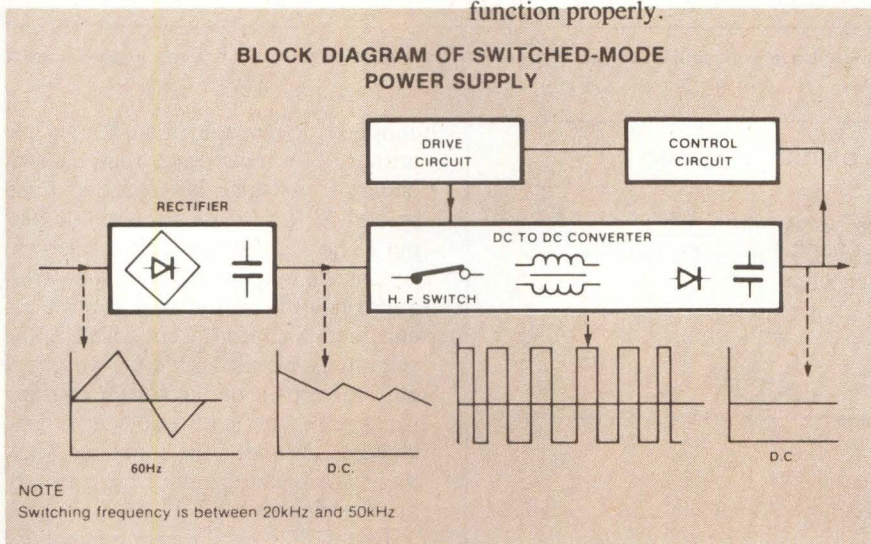 function properly.
BLOCK DIAGRAM OF SWITCHED-MODE
POWER SUPPLY
DRIVE
CIRCUIT
CONTROL
CIRCUIT
RECTIFIER
DC TO DC CONVERTER
H. F. SWITCH
60Hz
D.C.
D.C.
NOTE
Switching frequency is between 20kHz and 50kHz